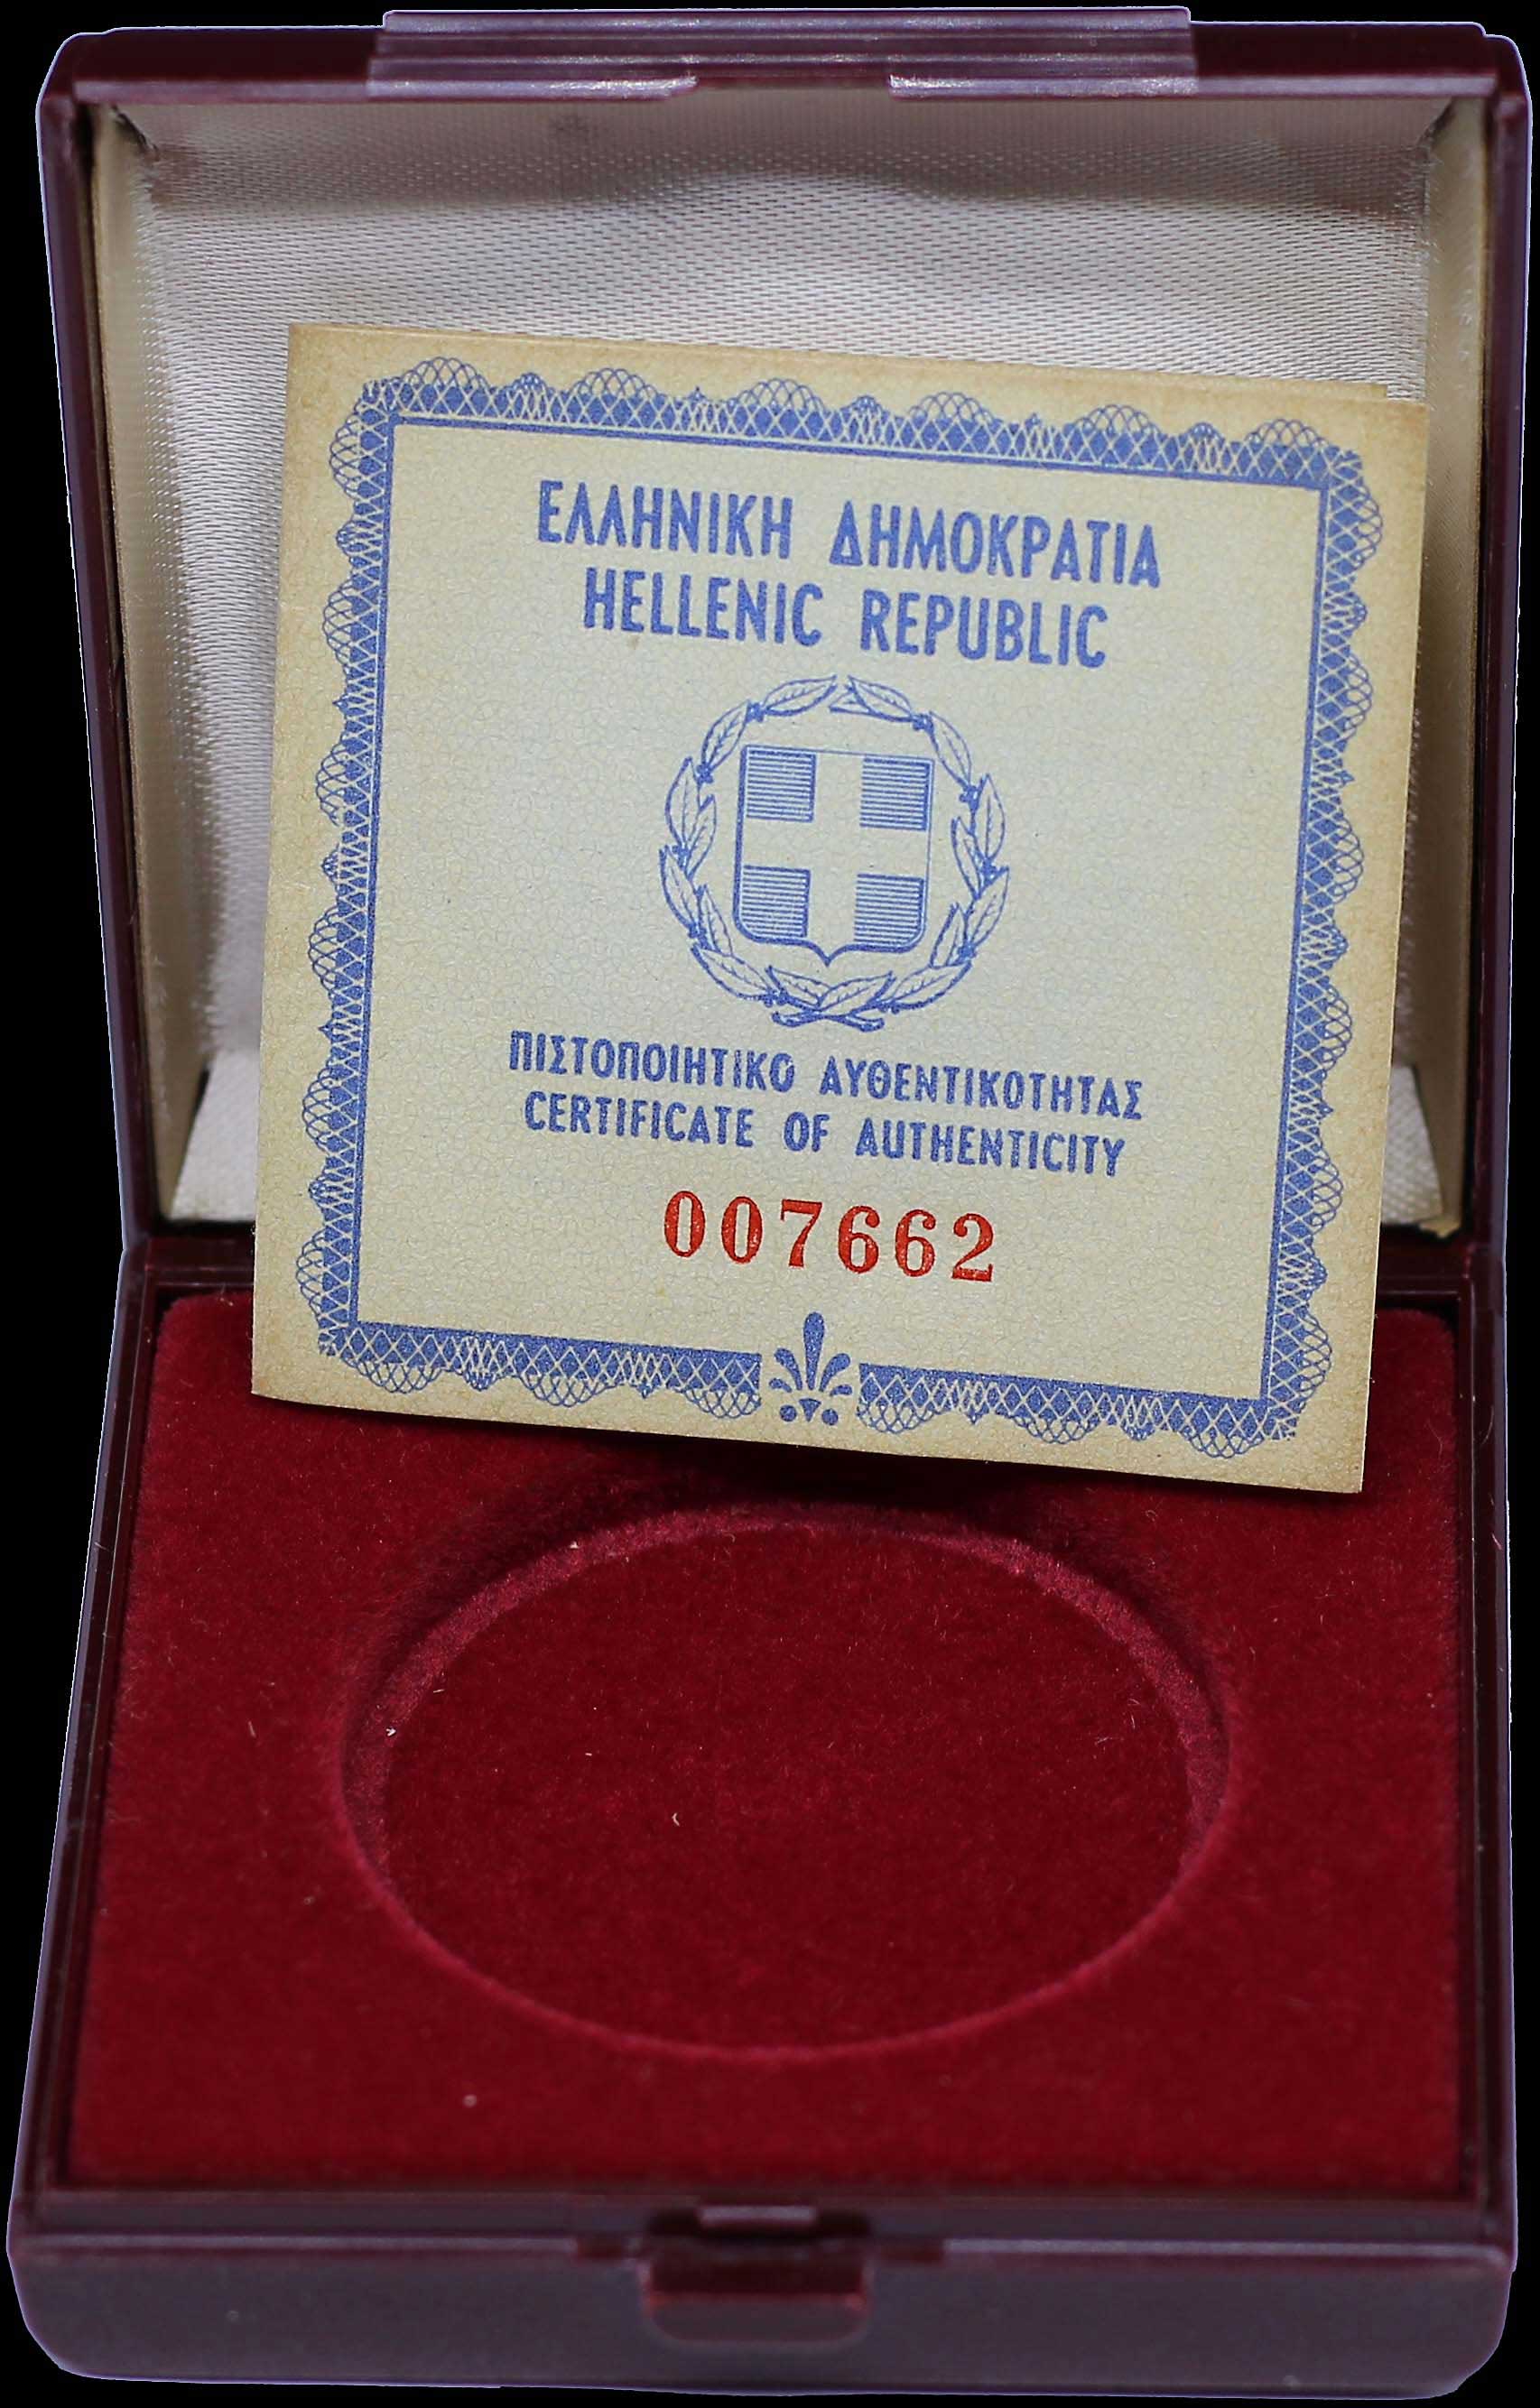 ΕΛΛΗΝΙΚΗ ΔΗΜΟΚΡΑΤΙΑ
HELLENIC REPUBLIC
ΠΙΣΤΟΠΟΙΗΤΙΚΟ ΑΥΘΕΝΤΙΚΟΤΗΤΑΣ
CERTIFICATE OF AUTHENTICITY
007662